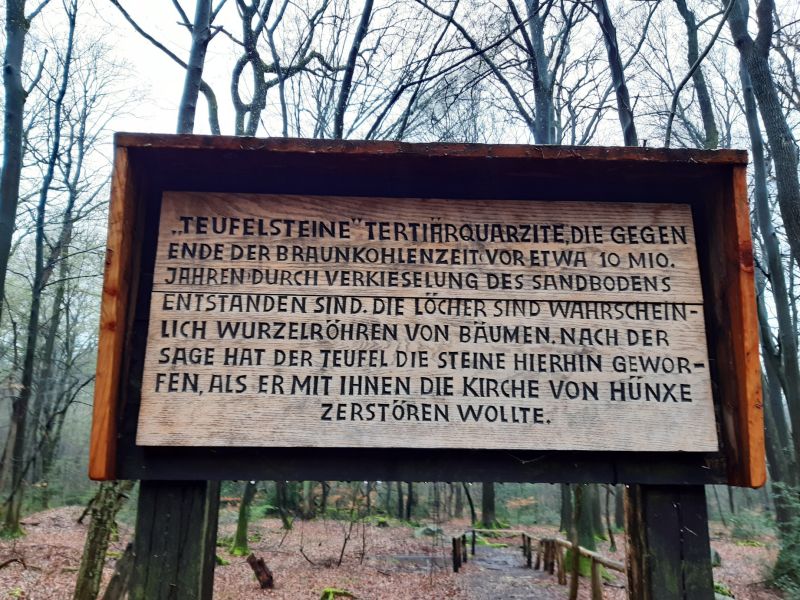 „TEUFELSTEINE" TERTIÄRQUARZITE, DIE GEGEN
ENDE DER BRAUNKOHLENZEIT VOR ETWA 10 MIO.
JAHREN DURCH VERKIESELUNG DES SANDBODENS
ENTSTANDEN SIND. DIE LÖCHER SIND WAHRSCHEIN-
LICH WURZELRÖHREN VON BÄUMEN. NACH DER
SAGE HAT DER TEUFEL DIE STEINE HIERHIN GEWOR-
FEN, ALS ER MIT IHNEN DIE KIRCHE VON HÜNXE
ZERSTÖREN WOLLTE.